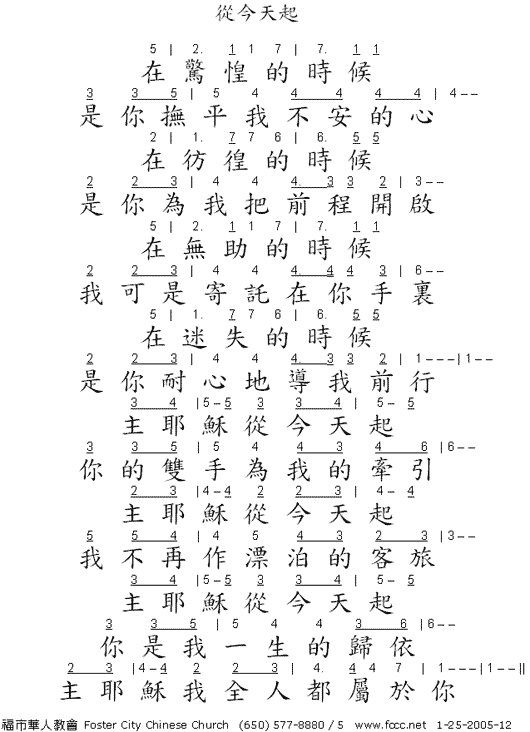 從今天起
5 | 2. 1 1 7 | 7. 1 1
在驚惶的時候
3 3 5 | 5 4 4 4 4 4 | 4 - -
是你撫平我不安的心
2 | 1. 7 7 6 | 6. 5 5
在彷徨的時候
2 2 3 | 4 4 4. 3 3 2 | 3 - -
是你為我把前程開啟
5 | 2. 1 1 7 | 7. 1 1
在無助的時候
2 2 3 | 4 4 4 4 4 3 | 6 - -
我可是寄託在你手裏
5 | 1. 7 7 6 | 6. 5 5
在迷失的時候
2 2 3 | 4 4 4. 3 3 2 | 1 - - - | 1 - -
是你耐心地導我前行
3 4 | 5 - 5 3 3 4 | 5 - 5
主耶穌從今天起
3 3 5 | 5 4 4 3 4 6 | 6 - -
你的雙手為我的牽引
2 3 | 4 - 4 2 2 3 | 4 - 4
主耶穌從今天起
5 5 4 | 4 5 4 3 2 3 | 3 - -
我不再作漂泊的客旅
3 4 | 5 - 5 3 3 4 | 5 - 5
主耶穌從今天起
3 3 5 | 5 4 4 3 6 | 6 - -
你是我一生的歸依
2 3 | 4 - 4 2 2 3 | 4. 4 4 7 | 1 - - - | 1 - - ||
主耶穌我全人都屬於你
福市華人教會 Foster City Chinese Church (650) 577-8880 / 5 www.fccc.net 1-25-2005-12